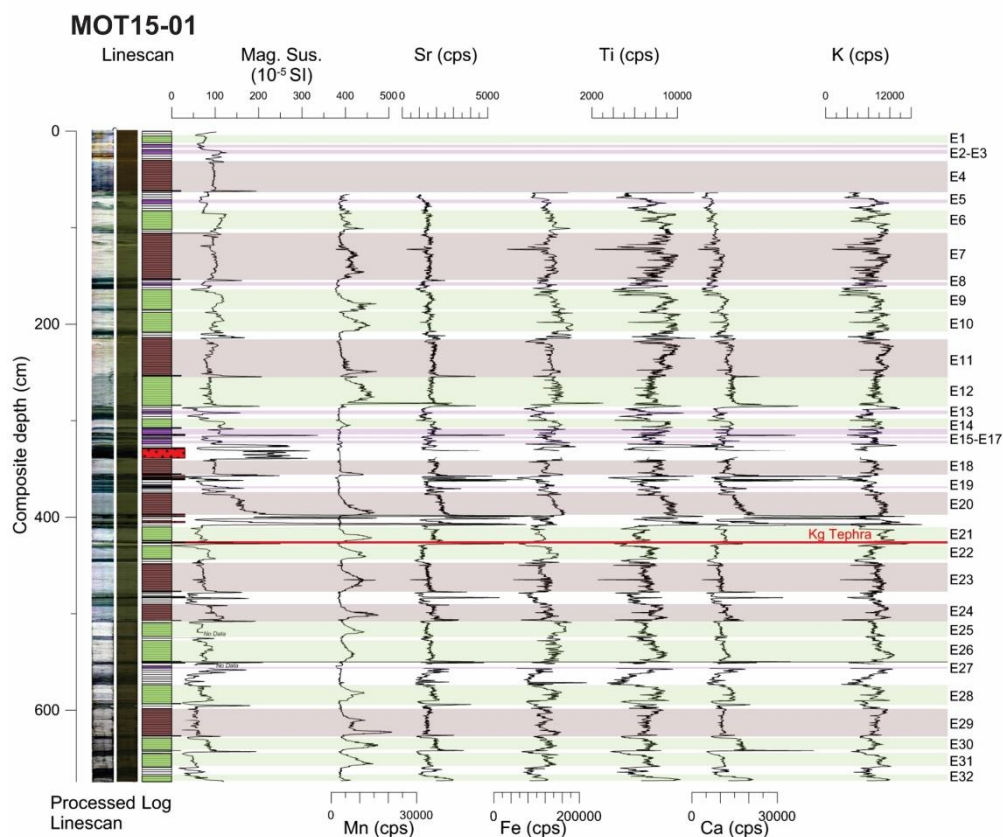 MOT15-01
Linescan
Mag. Sus.
(10-5 SI)
Sr (cps)
Ti (cps)
K (cps)
0 100 200 300 400 5000
5000
2000 10000
0 12000
Composite depth (cm)
0
200
400
600
E1
E2-E3
E4
E5
E6
E7
E8
E9
E10
E11
E12
E13
E14
E15-E17
E18
E19
E20
E21
Kg Tephra
E22
E23
E24
E25
No Data
E26
No Data
E27
E28
E29
E30
E31
E32
Processed Log
Linescan
0 30000
Mn (cps)
0 200000
Fe (cps)
0 30000
Ca (cps)